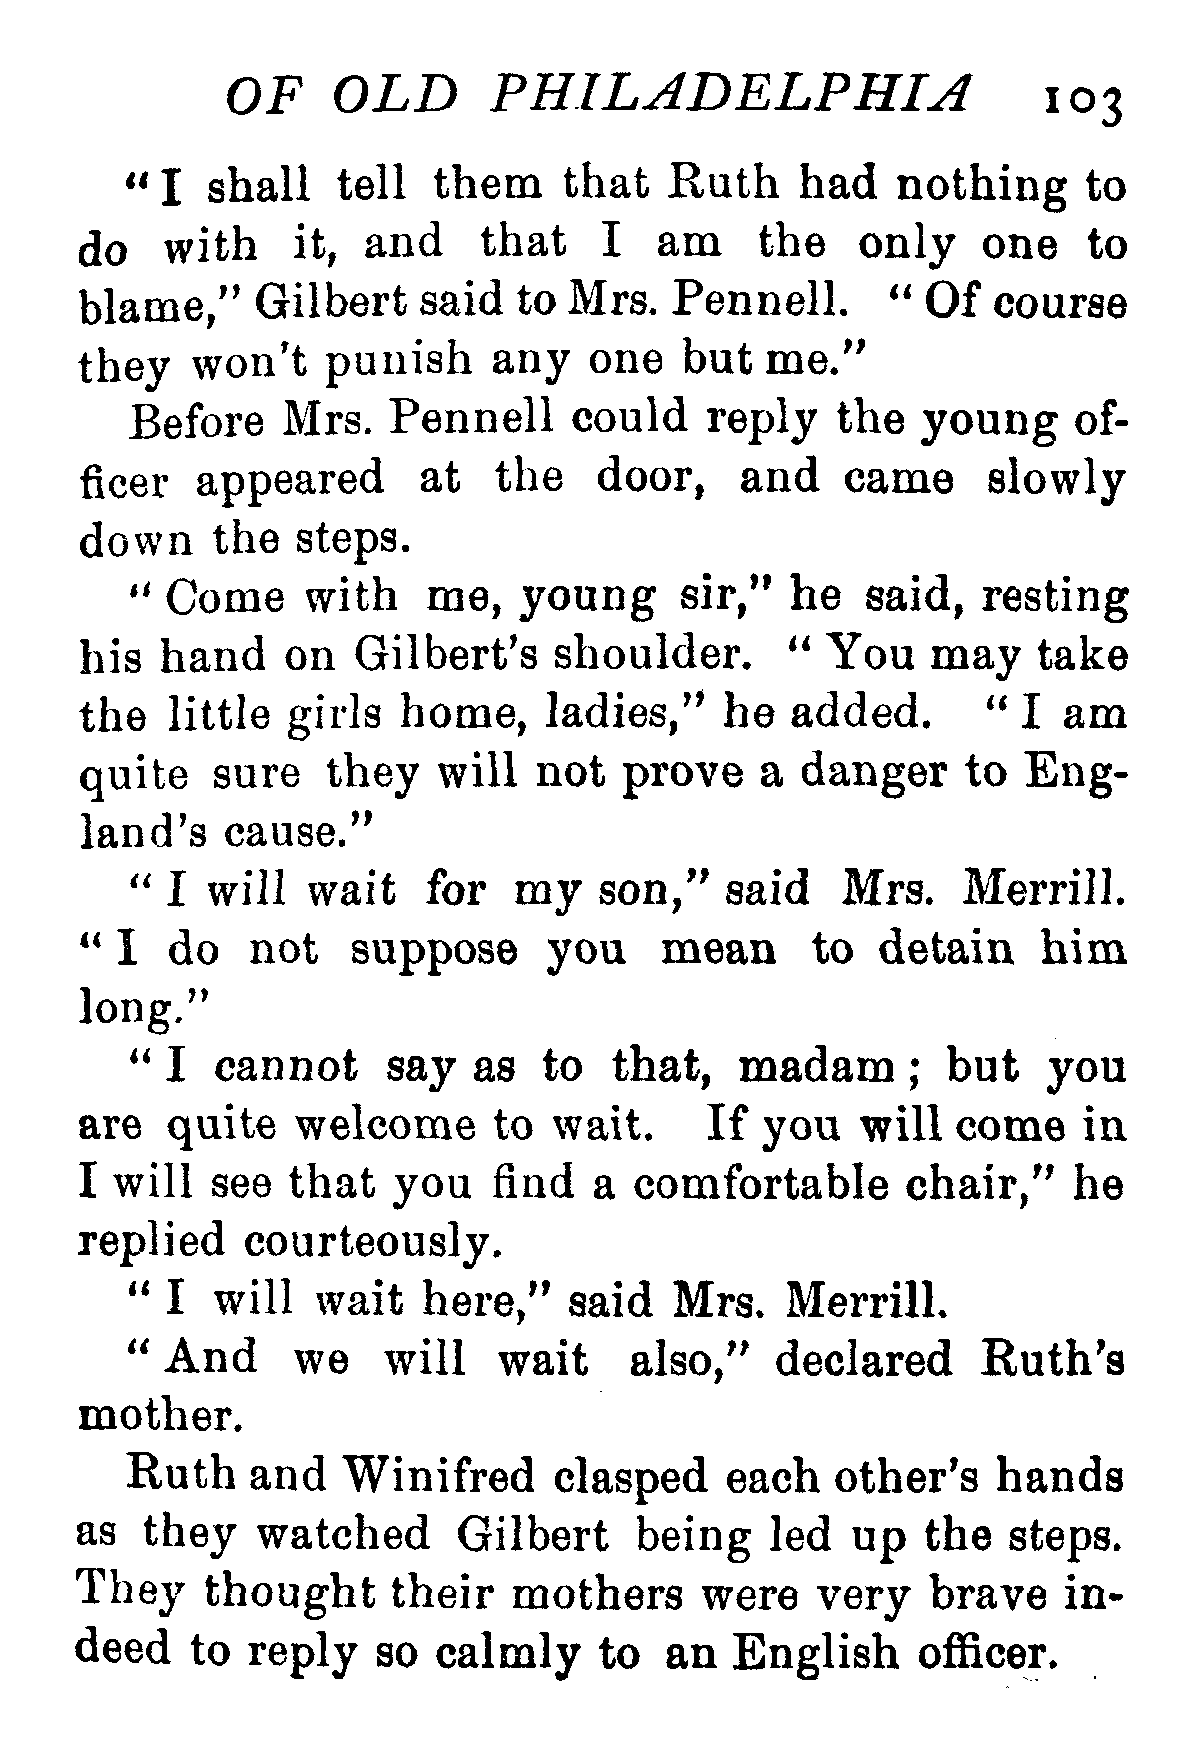 OF OLD PHILADELPHIA 103
"I shall tell them that Ruth had nothing to
do with it, and that I am the only one to
blame," Gilbert said to Mrs. Pennell. "Of course
they won't punish any one but me."
Before Mrs. Pennell could reply the young of-
ficer appeared at the door, and came slowly
down the steps.
"Come with me, young sir," he said, resting
his hand on Gilbert's shoulder. "You may take
the little girls home, ladies," he added. "I am
quite sure they will not prove a danger to Eng-
land's cause."
"I will wait for my son," said Mrs. Merrill.
"I do not suppose you mean to detain him
long."
"I cannot say as to that, madam; but you
are quite welcome to wait. If you will come in
I will see that you find a comfortable chair," he
replied courteously.
"I will wait here," said Mrs. Merrill.
"And we will wait also," declared Ruth's
mother.
Ruth and Winifred clasped each other's hands
as they watched Gilbert being led up the steps.
They thought their mothers were very brave in-
deed to reply so calmly to an English officer.